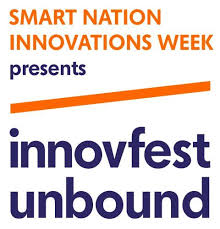 SMART NATION
INNOVATIONS WEEK
presents
innovfest
unbound